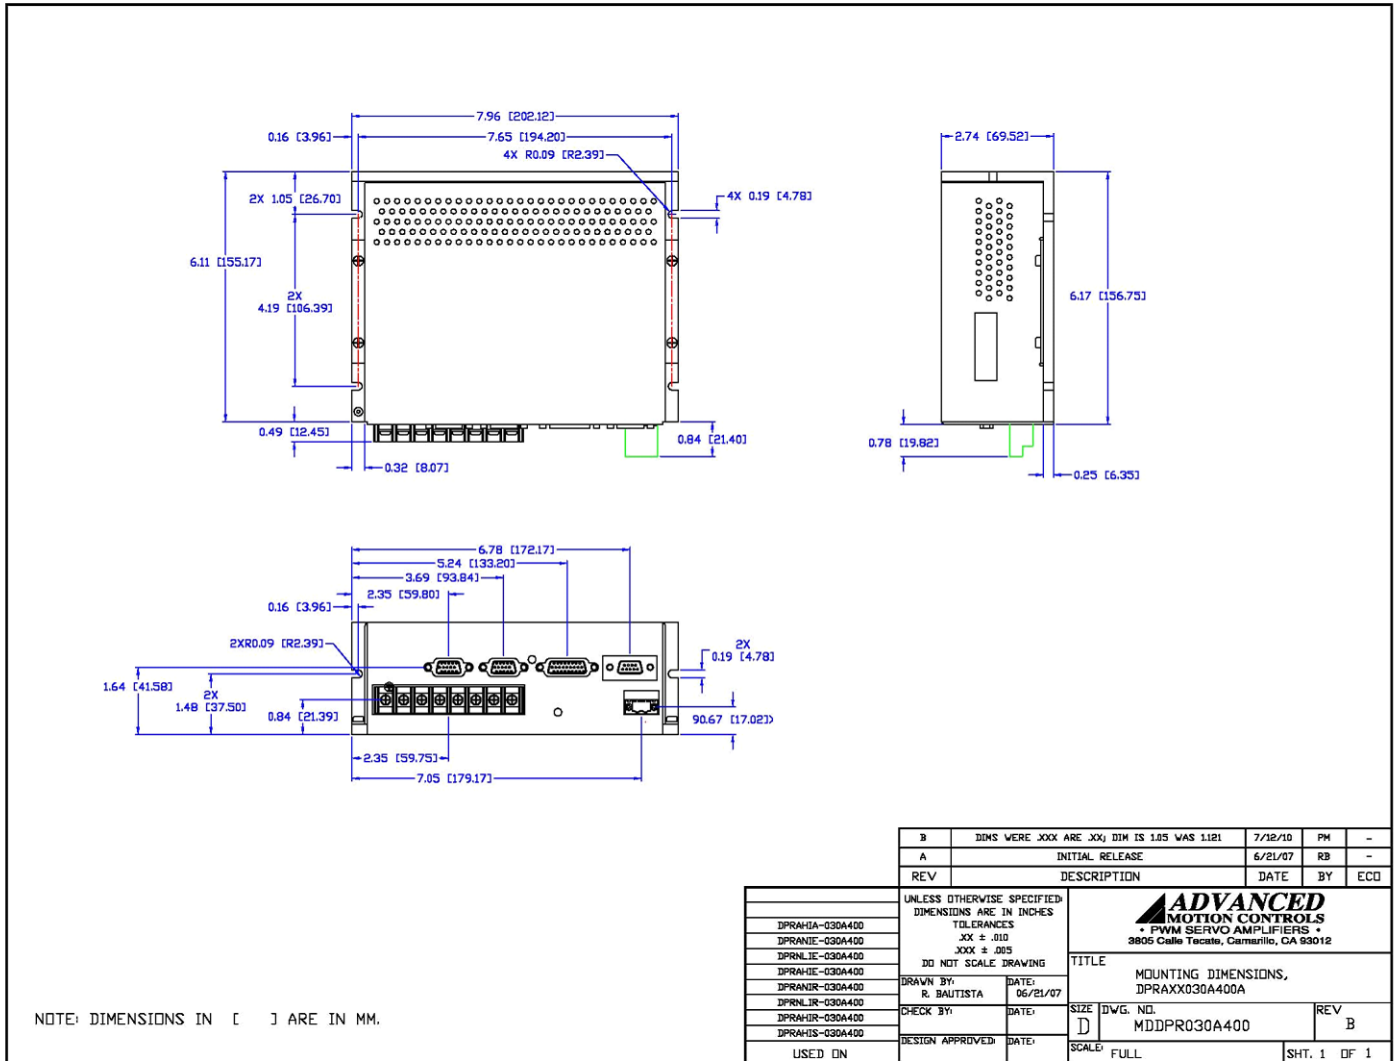 7.96 [202.12]
0.16 [3.96]
7.65 [194.20]
4X R0.09 [R2.39]
2.74 [69.52]
2X 1.05 [26.70]
4X 0.19 [4.78]
6.11 [155.17]
2X
4.19 [106.39]
6.17 [156.75]
0.49 [12.45]
0.84 [21.40]
0.78 [19.82]
0.32 [8.07]
0.25 [6.35]
6.78 [172.17]
5.24 [133.20]
3.69 [93.84]
2.35 [59.80]
0.16 [3.96]
2XR0.09 [R2.39]
2X
0.19 [4.78]
1.64 [41.58]
2X
1.48 [37.50]
0.84 [21.39]
90.67 [17.02])
2.35 [59.75]
7.05 [179.17]
NOTE: DIMENSIONS IN [ ] ARE IN MM.
B DIMS WERE .XXX ARE .XX; DIM IS 1.05 WAS 1.121 7/12/10 PM -
A INITIAL RELEASE 6/21/07 RB -
REV DESCRIPTION DATE BY ECO
DPRAHIA-030A400
DPRANIE-030A400
DPRNLIE-030A400
DPRAHIE-030A400
DPRANIR-030A400
DPRNLIR-030A400
DPRAHIR-030A400
DPRAHIS-030A400
USED ON
UNLESS OTHERWISE SPECIFIED:
DIMENSIONS ARE IN INCHES
TOLERANCES
.XX ± .010
.XXX ± .005
DO NOT SCALE DRAWING
DRAWN BY: DATE:
R. BAUTISTA 06/21/07
CHECK BY: DATE:
DESIGN APPROVED: DATE:
ADVANCED
MOTION CONTROLS
• PWM SERVO AMPLIFIERS •
3805 Calle Tecate, Camarillo, CA 93012
TITLE
MOUNTING DIMENSIONS,
DPRAXX030A400A
SIZE DWG. NO. REV
D MDDPR030A400 B
SCALE: FULL SHT. 1 OF 1